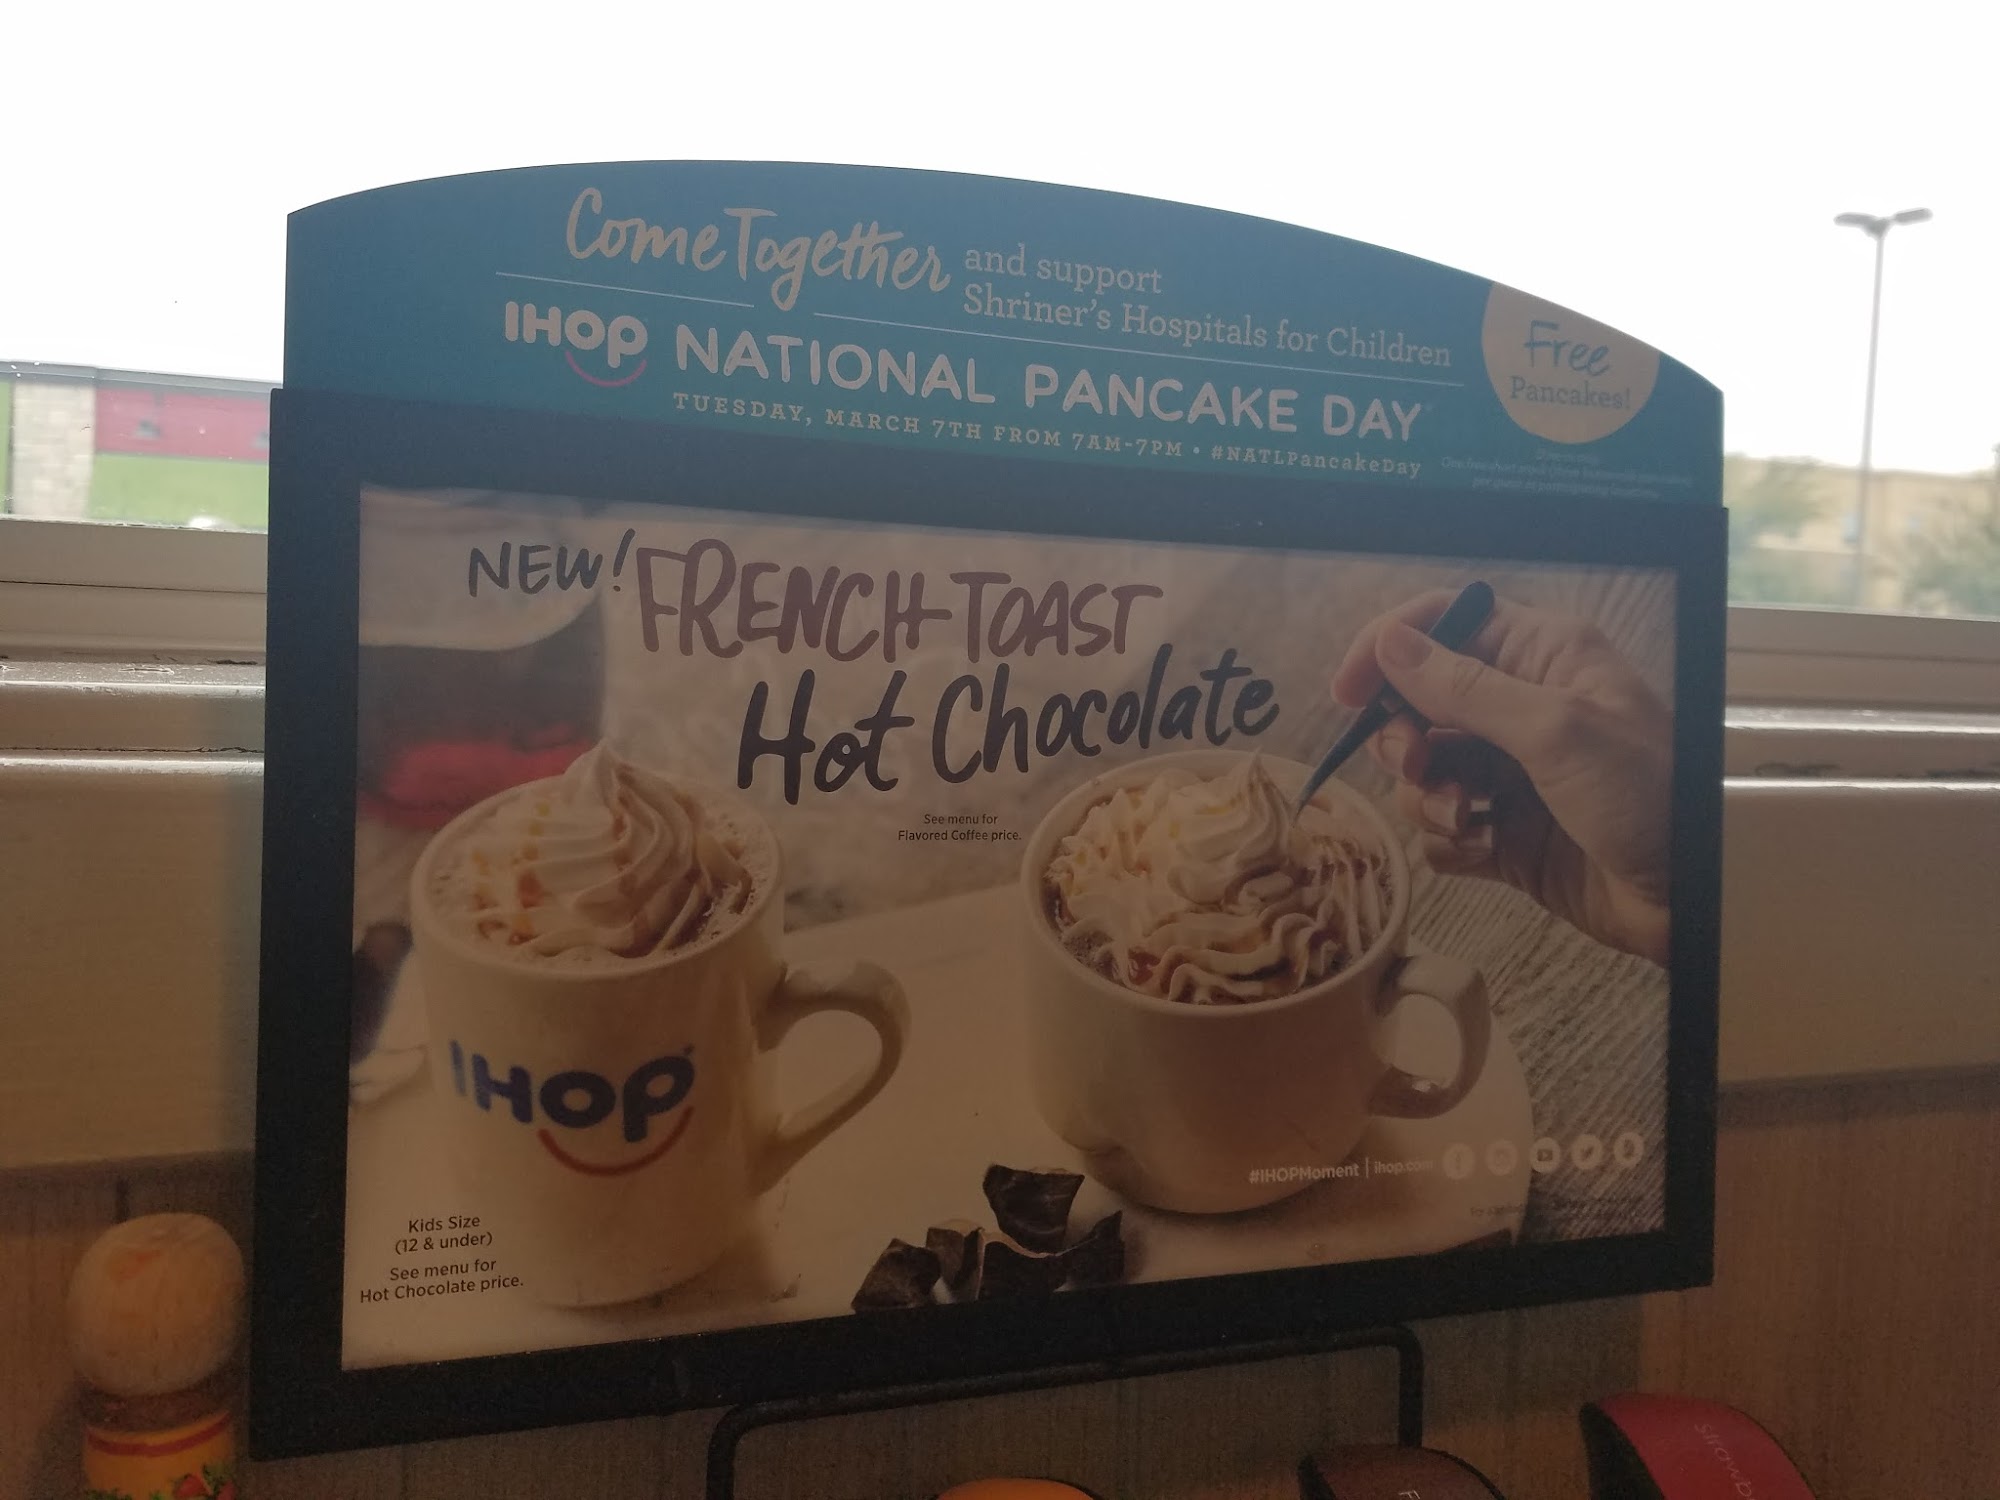 Come Together and support
Shriner's Hospitals for Children
IHOP NATIONAL PANCAKE DAY
TUESDAY, MARCH 7TH FROM 7AM-7PM • #NATLPancakeDay
Free
Pancakes!
NEW! FRENCH TOAST
Hot Chocolate
See menu for
Flavored Coffee price.
IHOP
#IHOPMoment | ihop.com
Kids Size
(12 & under)
See menu for
Hot Chocolate price.